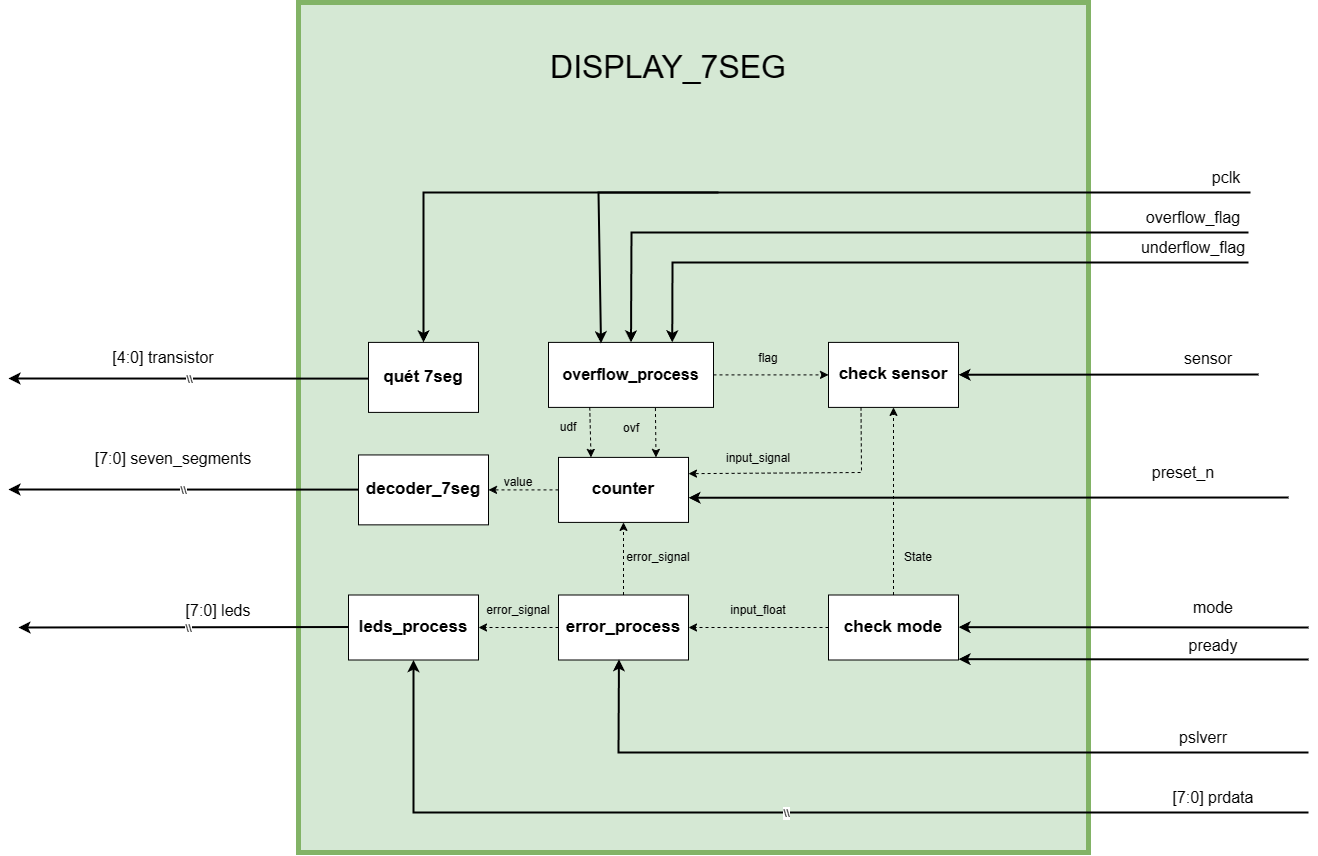 DISPLAY_7SEG
pclk
overflow_flag
underflow_flag
[4:0] transistor
quét 7seg
overflow_process
flag
check sensor
sensor
udf
ovf
input_signal
[7:0] seven_segments
decoder_7seg
value
counter
preset_n
error_signal
State
[7:0] leds
leds_process
error_signal
error_process
input_float
check mode
mode
pready
pslverr
[7:0] prdata